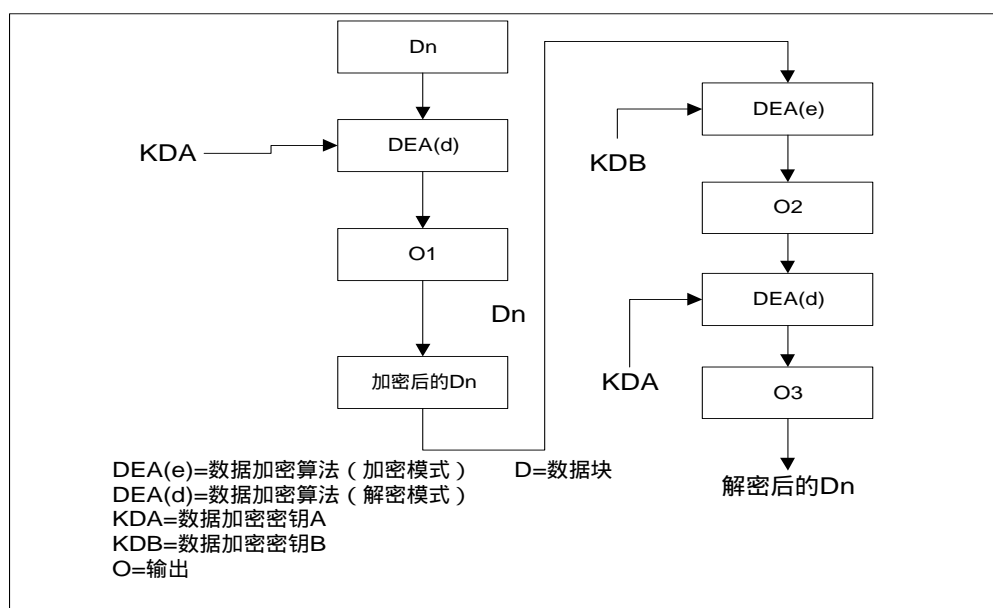 Dn
DEA(d)
KDA
O1
Dn
加密后的Dn
DEA(e)
KDB
O2
DEA(d)
KDA
O3
解密后的Dn
DEA(e)=数据加密算法（加密模式） D=数据块
DEA(d)=数据加密算法（解密模式）
KDA=数据加密密钥A
KDB=数据加密密钥B
O=输出